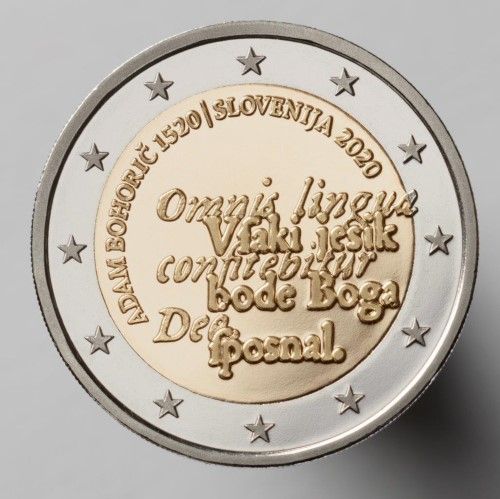 ADAM BOHORIČ 1520 | SLOVENIJA 2020
Omnis lingua
Vſaki jesik
confitebitur
bode Boga
Deo.
ſposnal.